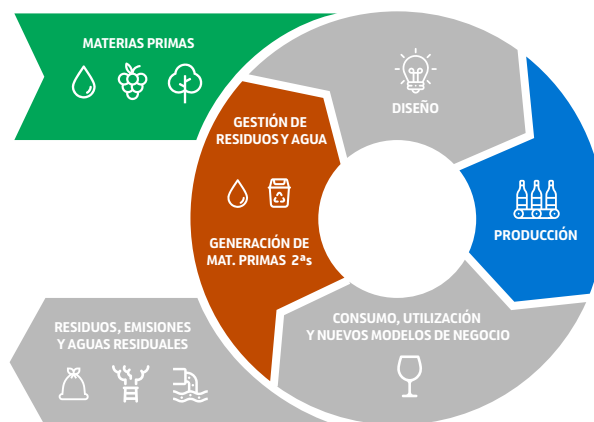 MATERIAS PRIMAS
DISEÑO
GESTIÓN DE
RESIDUOS Y AGUA
PRODUCCIÓN
GENERACIÓN DE
MAT. PRIMAS 2ªs
CONSUMO, UTILIZACIÓN
Y NUEVOS MODELOS DE NEGOCIO
RESIDUOS, EMISIONES
Y AGUAS RESIDUALES